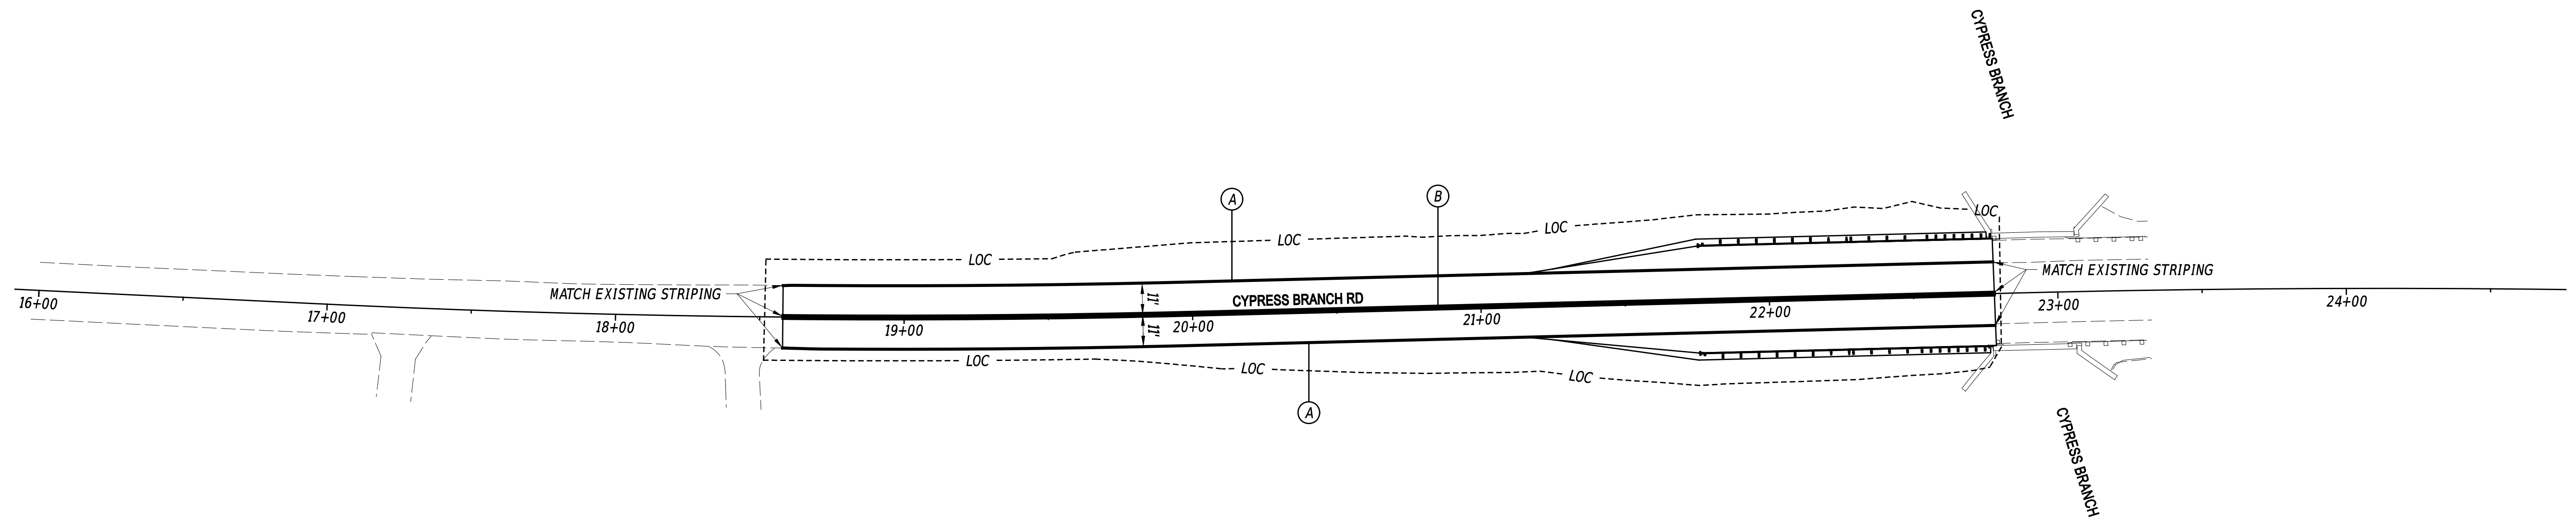 CYPRESS BRANCH
A
B
LOC
LOC
LOC
LOC
MATCH EXISTING STRIPING
11'
CYPRESS BRANCH RD
MATCH EXISTING STRIPING
16+00
17+00
18+00
19+00
11'
20+00
21+00
22+00
23+00
24+00
LOC
LOC
LOC
A
CYPRESS BRANCH